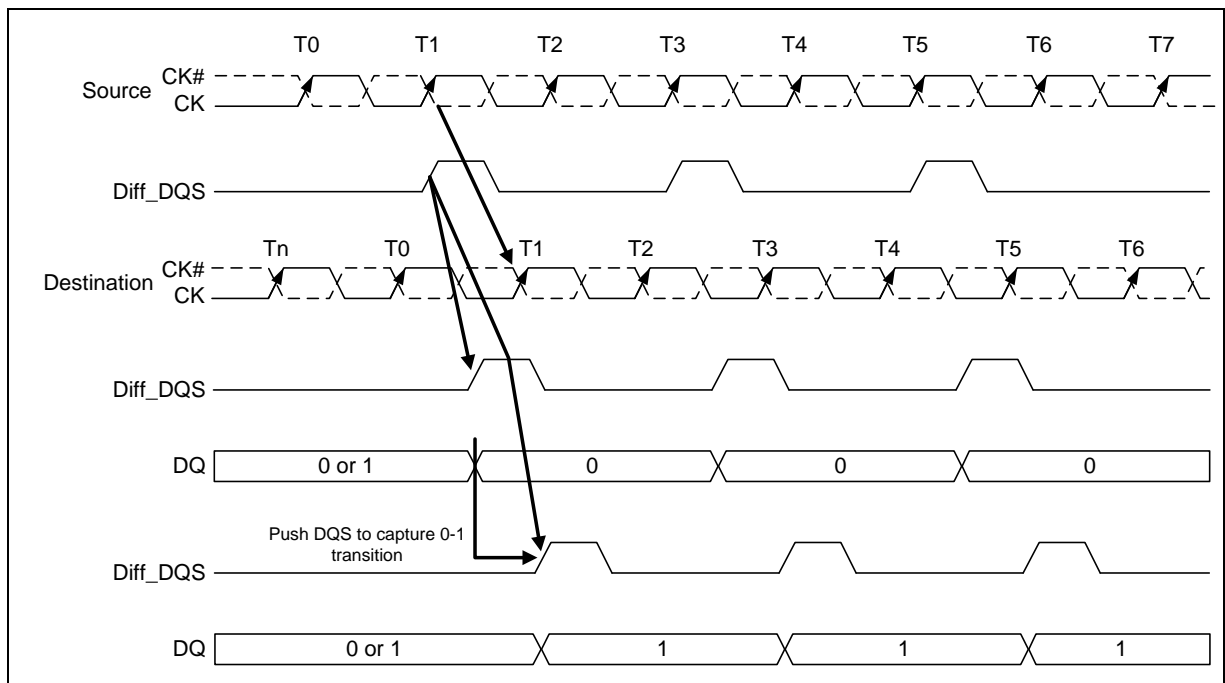 T0 T1 T2 T3 T4 T5 T6 T7
Source
CK#
CK
Diff_DQS
Tn T0 T1 T2 T3 T4 T5 T6
Destination
CK#
CK
Diff_DQS
DQ
0 or 1 0 0 0
Push DQS to capture 0-1
transition
Diff_DQS
DQ
0 or 1 1 1 1